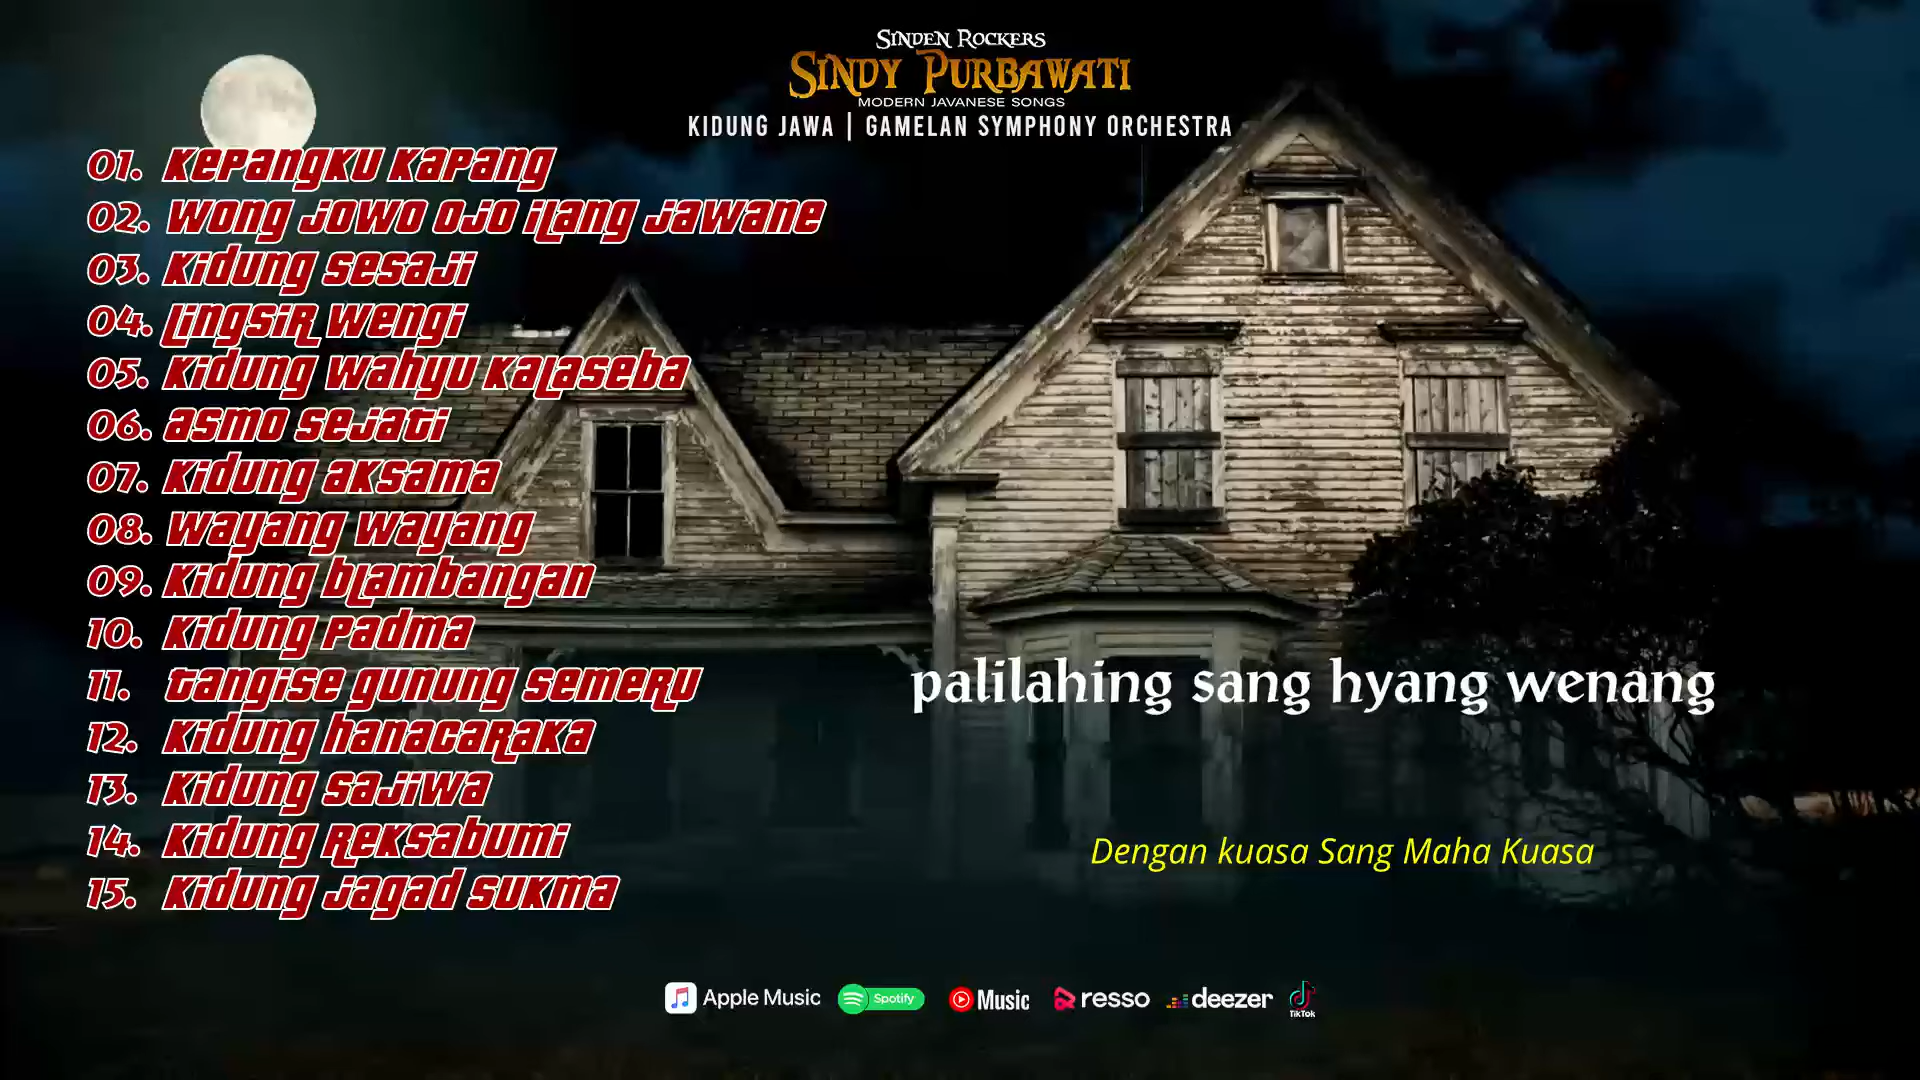 Sinden Rockers
Sindy Purbawati
MODERN JAVANESE SONGS
KIDUNG JAWA | GAMELAN SYMPHONY ORCHESTRA
01. Kepangku Kapang
02. Wong Jowo Ojo Ilang Jawane
03. Kidung Sesaji
04. Lingsir Wengi
05. Kidung Wahyu Kalaseba
06. Asmo Sejati
07. Kidung Aksama
08. Wayang Wayang
09. Kidung Blambangan
10. Kidung Padma
11. Tangise Gunung Semeru
12. Kidung Hanacaraka
13. Kidung Sajiwa
14. Kidung Reksabumi
15. Kidung Jagad Sukma
palilahing sang hyang wenang
Dengan kuasa Sang Maha Kuasa
Apple Music Spotify Music resso deezer TikTok